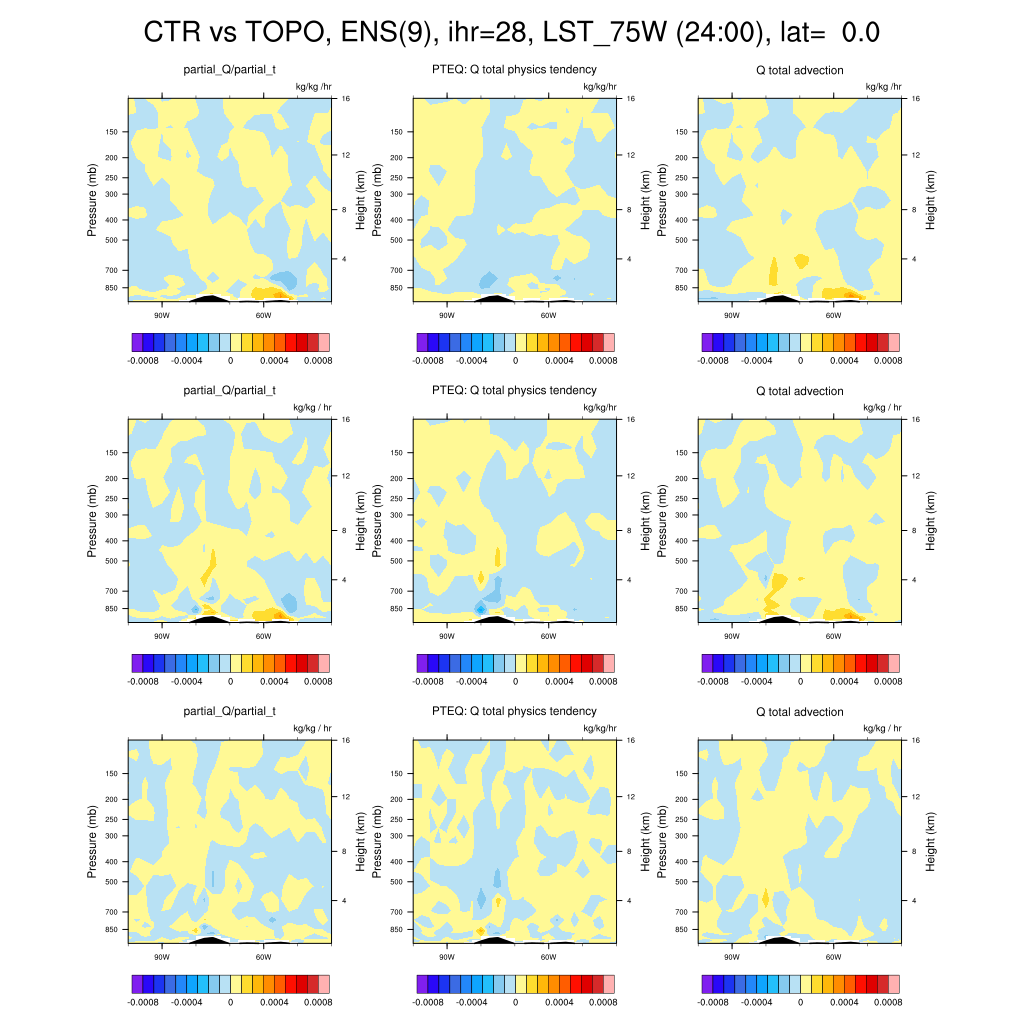 CTR vs TOPO, ENS(9), ihr=28, LST_75W (24:00), lat=  0.0
partial_Q/partial_t
kg/kg /hr
Pressure (mb)
150
200
250
300
400
500
700
850
16
12
8
4
Height (km)
90W
60W
-0.0008 -0.0004 0 0.0004 0.0008
PTEQ: Q total physics tendency
kg/kg/hr
Pressure (mb)
150
200
250
300
400
500
700
850
16
12
8
4
Height (km)
90W
60W
-0.0008 -0.0004 0 0.0004 0.0008
Q total advection
kg/kg /hr
Pressure (mb)
150
200
250
300
400
500
700
850
16
12
8
4
Height (km)
90W
60W
-0.0008 -0.0004 0 0.0004 0.0008
partial_Q/partial_t
kg/kg / hr
Pressure (mb)
150
200
250
300
400
500
700
850
16
12
8
4
Height (km)
90W
60W
-0.0008 -0.0004 0 0.0004 0.0008
PTEQ: Q total physics tendency
kg/kg/hr
Pressure (mb)
150
200
250
300
400
500
700
850
16
12
8
4
Height (km)
90W
60W
-0.0008 -0.0004 0 0.0004 0.0008
Q total advection
kg/kg / hr
Pressure (mb)
150
200
250
300
400
500
700
850
16
12
8
4
Height (km)
90W
60W
-0.0008 -0.0004 0 0.0004 0.0008
partial_Q/partial_t
kg/kg / hr
Pressure (mb)
150
200
250
300
400
500
700
850
16
12
8
4
Height (km)
90W
60W
-0.0008 -0.0004 0 0.0004 0.0008
PTEQ: Q total physics tendency
kg/kg/hr
Pressure (mb)
150
200
250
300
400
500
700
850
16
12
8
4
Height (km)
90W
60W
-0.0008 -0.0004 0 0.0004 0.0008
Q total advection
kg/kg / hr
Pressure (mb)
150
200
250
300
400
500
700
850
16
12
8
4
Height (km)
90W
60W
-0.0008 -0.0004 0 0.0004 0.0008